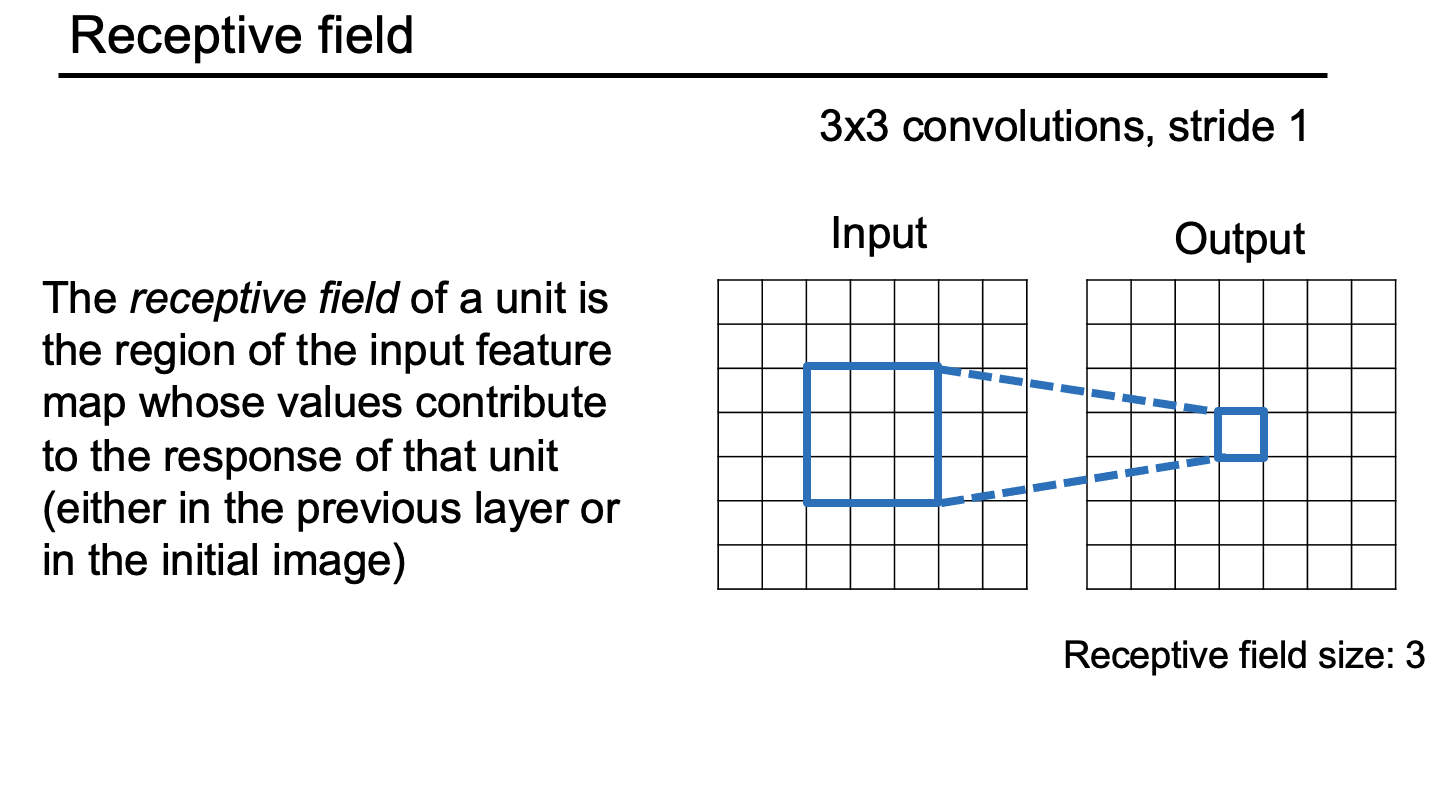 Receptive field
3x3 convolutions, stride 1
Input
Output
The receptive field of a unit is
the region of the input feature
map whose values contribute
to the response of that unit
(either in the previous layer or
in the initial image)
Receptive field size: 3